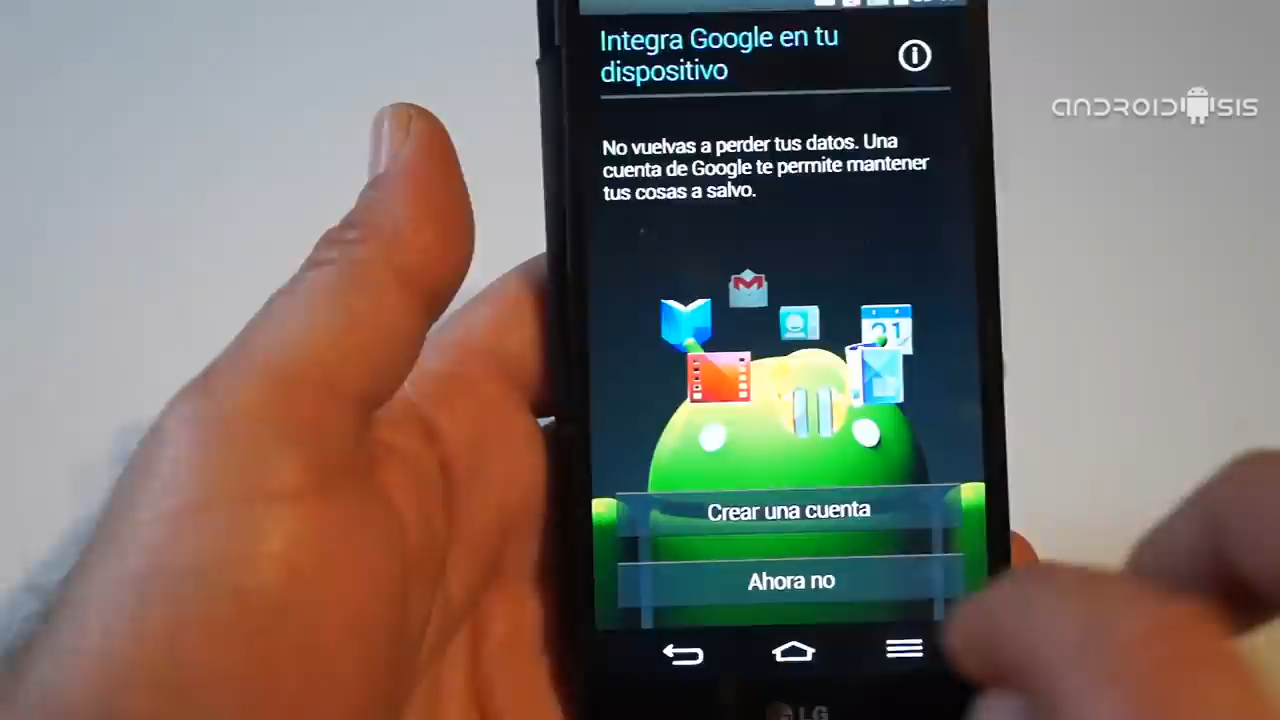 Integra Google en tu
dispositivo
ANDROIDSIS
No vuelvas a perder tus datos. Una
cuenta de Google te permite mantener
tus cosas a salvo.
31
Crear una cuenta
Ahora no
LG